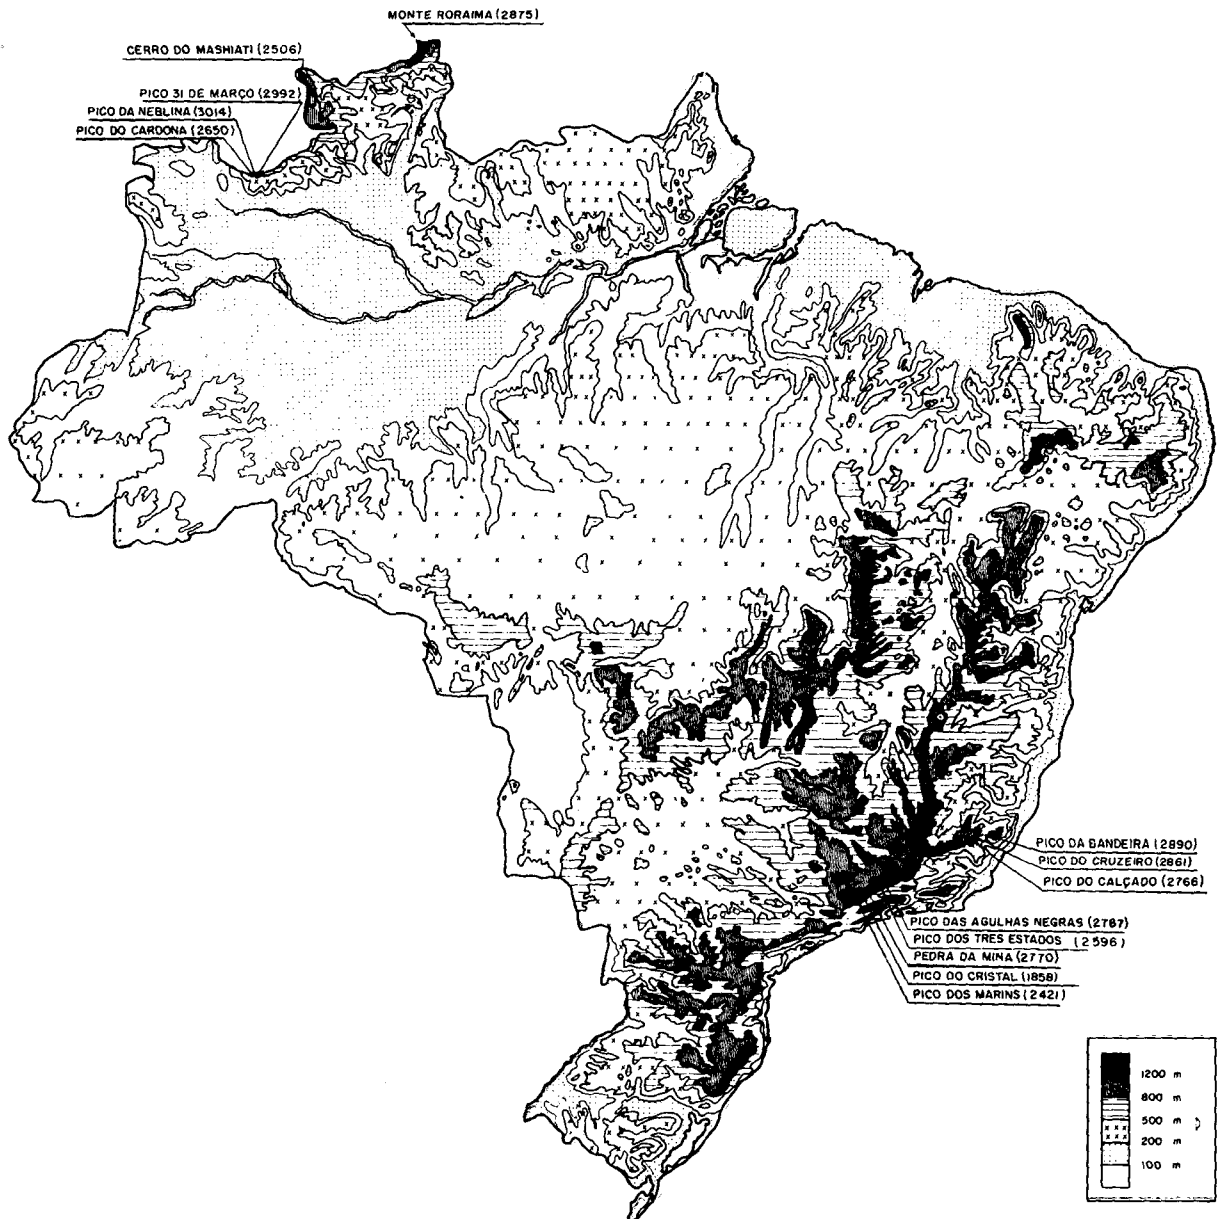 MONTE RORAIMA (2875)
CERRO DO MASHIATI (2506)
PICO 31 DE MARÇO (2992)
PICO DA NEBLINA (3014)
PICO DO CARDONA (2650)
PICO DA BANDEIRA (2890)
PICO DO CRUZEIRO (2861)
PICO DO CALÇADO (2766)
PICO DAS AGULHAS NEGRAS (2787)
PICO DOS TRES ESTADOS (2596)
PEDRA DA MINA (2770)
PICO DO CRISTAL (1858)
PICO DOS MARINS (2421)
1200 m
800 m
500 m
200 m
100 m